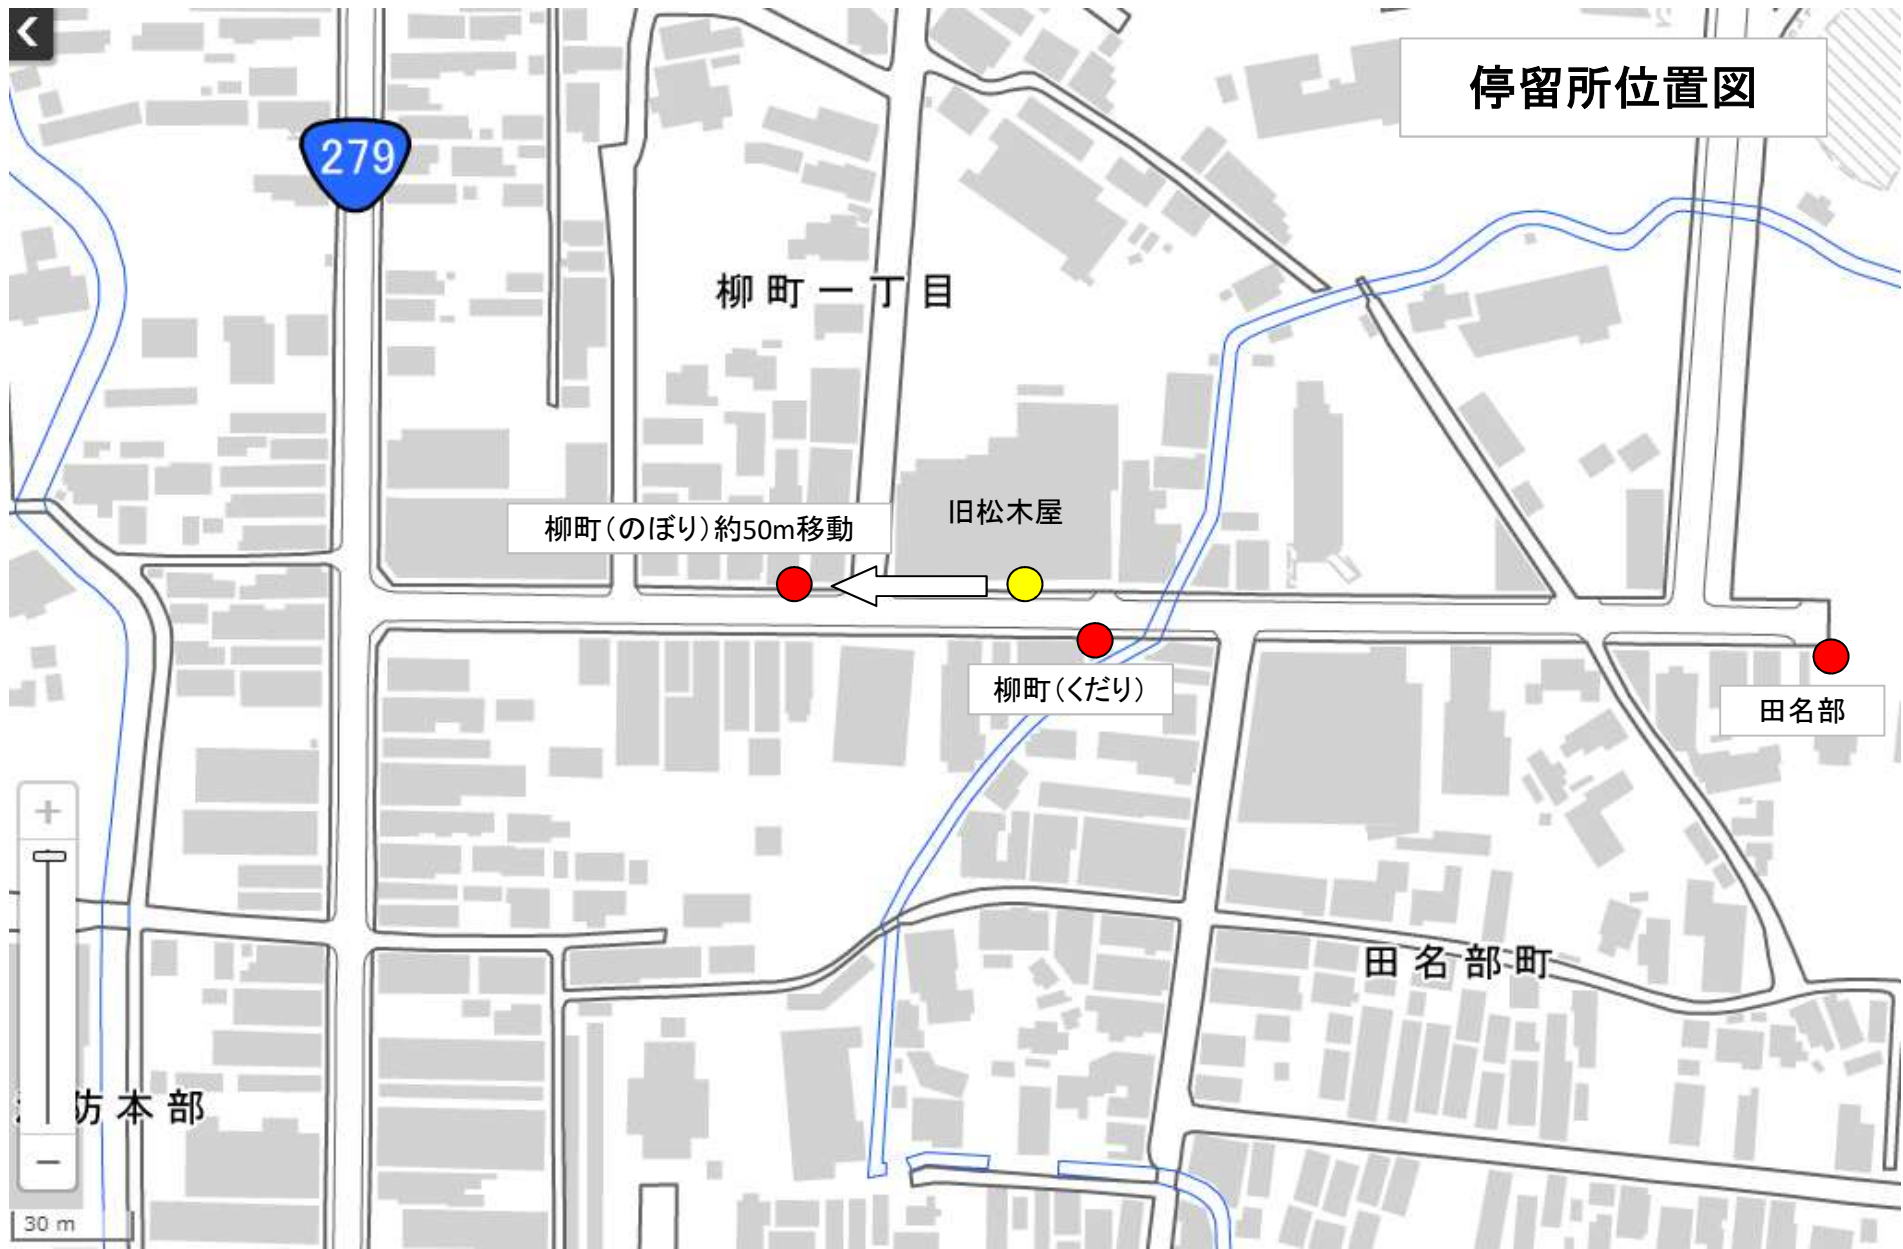 停留所位置図
279
柳町一丁目
旧松木屋
柳町（のぼり）約50m移動
柳町（くだり）
田名部
田名部町
防本部
30 m